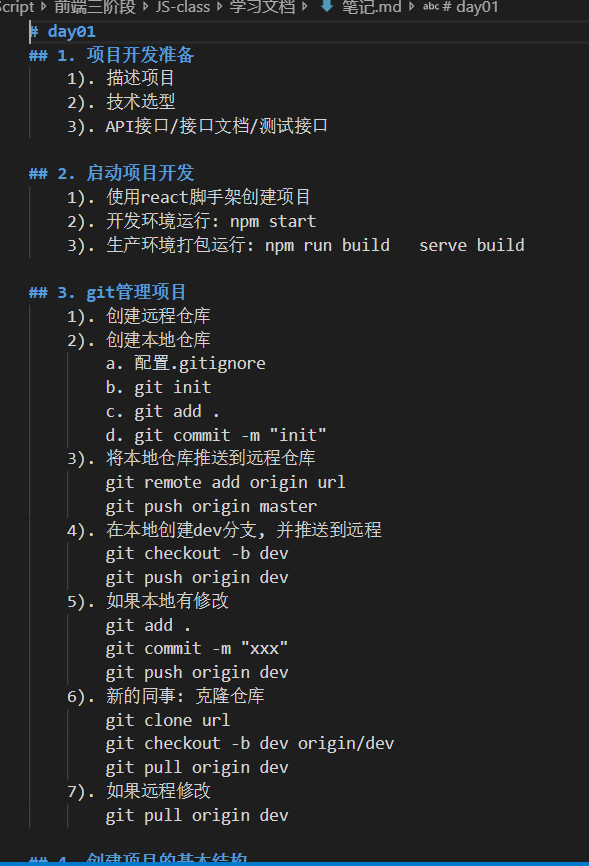 Script > 前端三阶段 > JS-class > 学习文档 > 笔记.md > abc # day01
# day01
## 1. 项目开发准备
1). 描述项目
2). 技术选型
3). API接口/接口文档/测试接口
## 2. 启动项目开发
1). 使用react脚手架创建项目
2). 开发环境运行: npm start
3). 生产环境打包运行: npm run build   serve build
## 3. git管理项目
1). 创建远程仓库
2). 创建本地仓库
a. 配置.gitignore
b. git init
c. git add .
d. git commit -m "init"
3). 将本地仓库推送到远程仓库
git remote add origin url
git push origin master
4). 在本地创建dev分支, 并推送到远程
git checkout -b dev
git push origin dev
5). 如果本地有修改
git add .
git commit -m "xxx"
git push origin dev
6). 新的同事: 克隆仓库
git clone url
git checkout -b dev origin/dev
git pull origin dev
7). 如果远程修改
git pull origin dev
## 4. 创建项目的基本结构